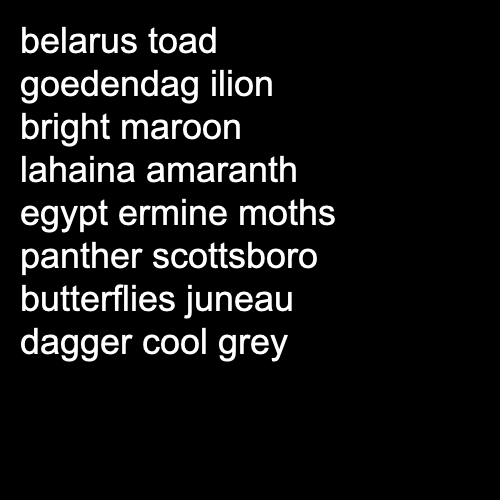 belarus toad
goedendag ilion
bright maroon
lahaina amaranth
egypt ermine moths
panther scottsboro
butterflies juneau
dagger cool grey